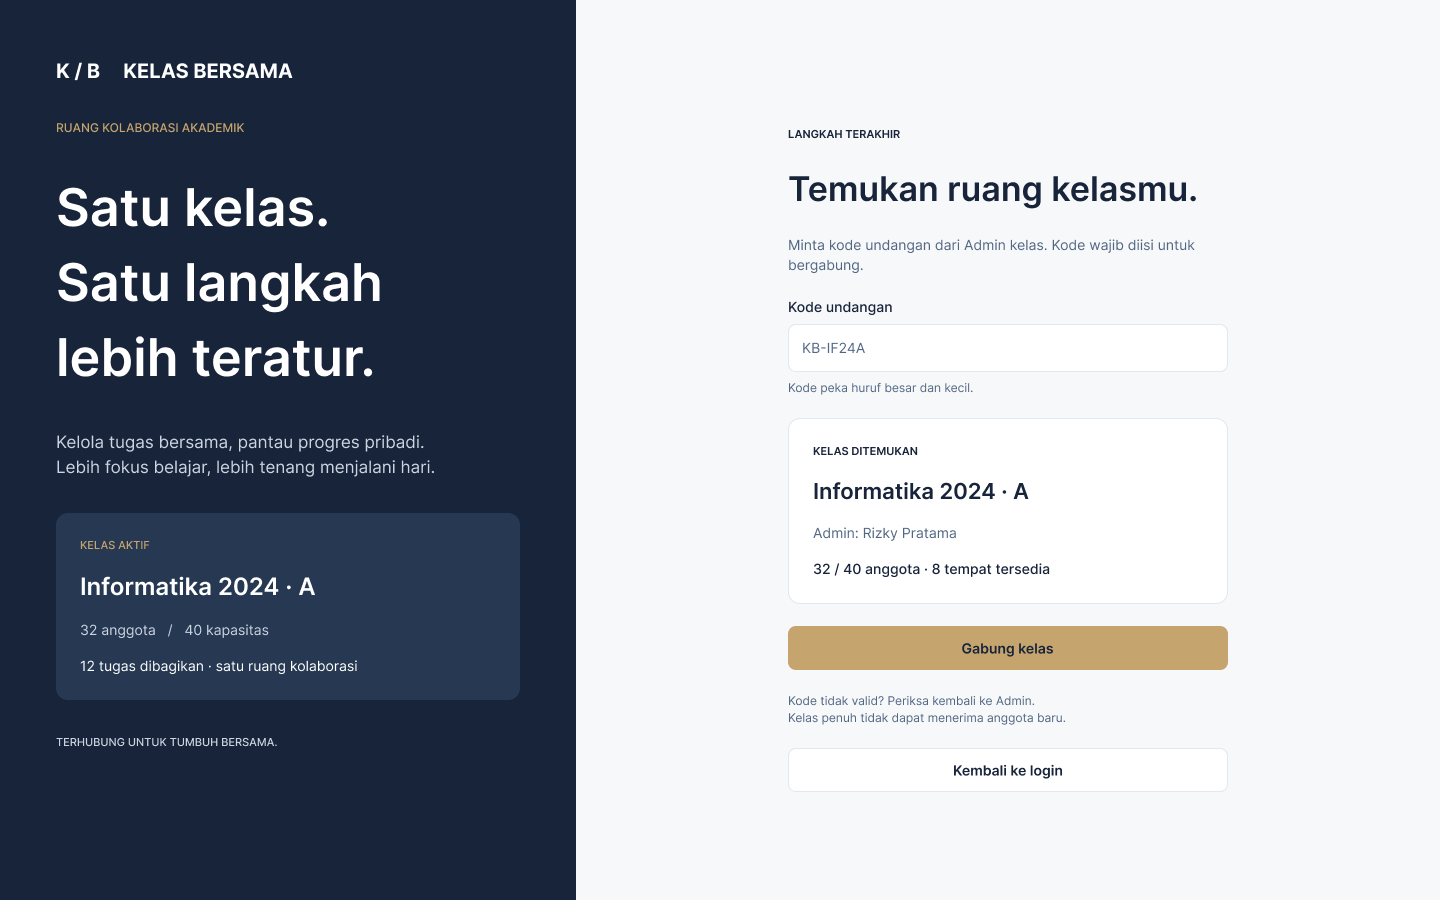 K / B KELAS BERSAMA
RUANG KOLABORASI AKADEMIK
Satu kelas.
Satu langkah
lebih teratur.
Kelola tugas bersama, pantau progres pribadi.
Lebih fokus belajar, lebih tenang menjalani hari.
KELAS AKTIF
Informatika 2024 · A
32 anggota / 40 kapasitas
12 tugas dibagikan · satu ruang kolaborasi
TERHUBUNG UNTUK TUMBUH BERSAMA.
LANGKAH TERAKHIR
Temukan ruang kelasmu.
Minta kode undangan dari Admin kelas. Kode wajib diisi untuk
bergabung.
Kode undangan
KB-IF24A
Kode peka huruf besar dan kecil.
KELAS DITEMUKAN
Informatika 2024 · A
Admin: Rizky Pratama
32 / 40 anggota · 8 tempat tersedia
Gabung kelas
Kode tidak valid? Periksa kembali ke Admin.
Kelas penuh tidak dapat menerima anggota baru.
Kembali ke login